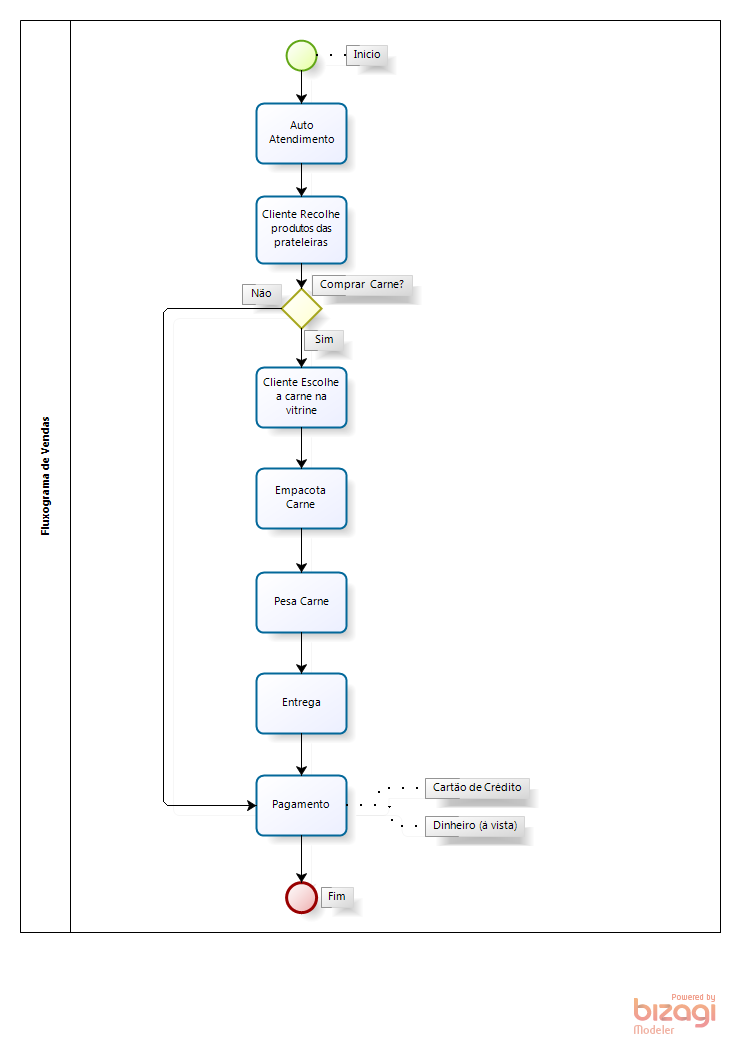 Inicio
Auto
Atendimento
Cliente Recolhe
produtos das
prateleiras
Comprar Carne?
Não
Sim
Cliente Escolhe
a carne na
vitrine
Empacota
Carne
Pesa Carne
Entrega
Pagamento
Cartão de Crédito
Dinheiro (á vista)
Fim
Fluxograma de Vendas
Powered by
bizagi
Modeler